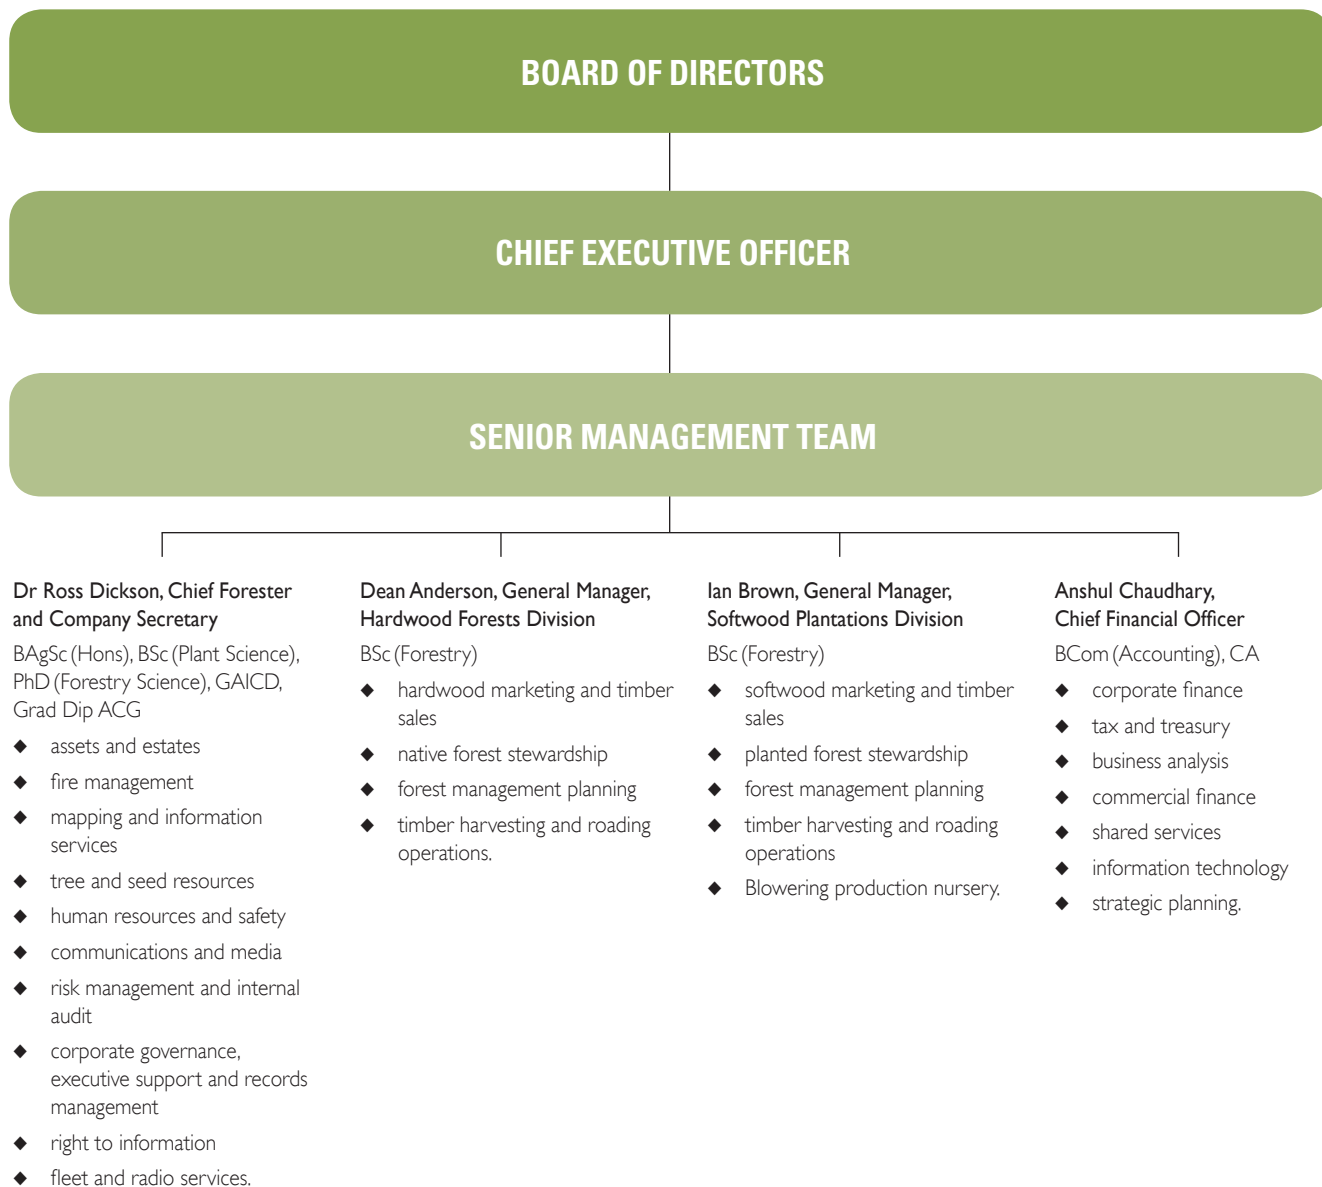 BOARD OF DIRECTORS
CHIEF EXECUTIVE OFFICER
SENIOR MANAGEMENT TEAM
Dr Ross Dickson, Chief Forester
and Company Secretary
BAgSc (Hons), BSc (Plant Science),
PhD (Forestry Science), GAICD,
Grad Dip ACG
◆ assets and estates
◆ fire management
◆ mapping and information
services
◆ tree and seed resources
◆ human resources and safety
◆ communications and media
◆ risk management and internal
audit
◆ corporate governance,
executive support and records
management
◆ right to information
◆ fleet and radio services.
Dean Anderson, General Manager,
Hardwood Forests Division
BSc (Forestry)
◆ hardwood marketing and timber
sales
◆ native forest stewardship
◆ forest management planning
◆ timber harvesting and roading
operations.
Ian Brown, General Manager,
Softwood Plantations Division
BSc (Forestry)
◆ softwood marketing and timber
sales
◆ planted forest stewardship
◆ forest management planning
◆ timber harvesting and roading
operations
◆ Blowering production nursery.
Anshul Chaudhary,
Chief Financial Officer
BCom (Accounting), CA
◆ corporate finance
◆ tax and treasury
◆ business analysis
◆ commercial finance
◆ shared services
◆ information technology
◆ strategic planning.